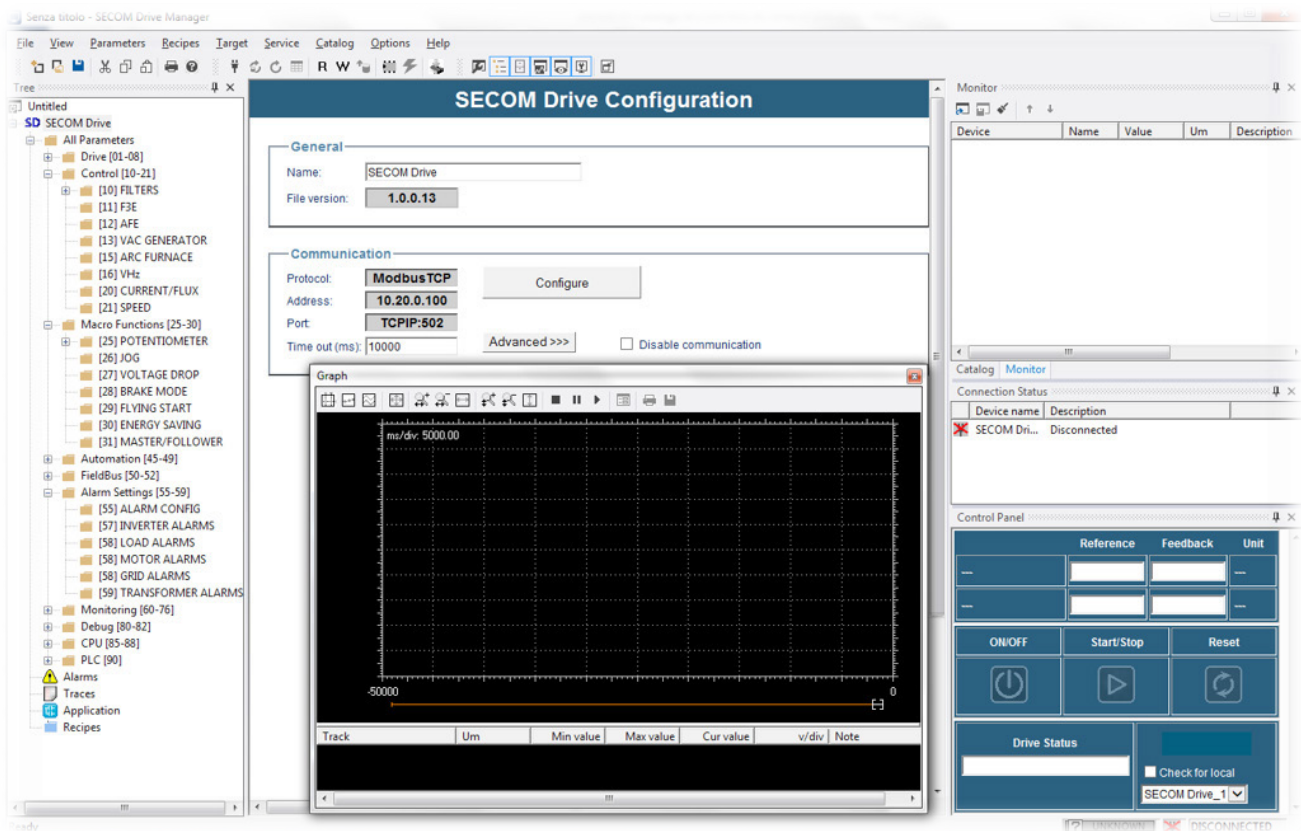 Senza titolo - SECOM Drive Manager
File View Parameters Recipes Target Service Catalog Options Help
R W
Tree
Untitled
SD SECOM Drive
All Parameters
Drive [01-08]
Control [10-21]
[10] FILTERS
[11] F3E
[12] AFE
[13] VAC GENERATOR
[15] ARC FURNACE
[16] VHz
[20] CURRENT/FLUX
[21] SPEED
Macro Functions [25-30]
[25] POTENTIOMETER
[26] JOG
[27] VOLTAGE DROP
[28] BRAKE MODE
[29] FLYING START
[30] ENERGY SAVING
[31] MASTER/FOLLOWER
Automation [45-49]
FieldBus [50-52]
Alarm Settings [55-59]
[55] ALARM CONFIG
[57] INVERTER ALARMS
[58] LOAD ALARMS
[58] MOTOR ALARMS
[58] GRID ALARMS
[59] TRANSFORMER ALARMS
Monitoring [60-76]
Debug [80-82]
CPU [85-88]
PLC [90]
Alarms
Traces
Application
Recipes
SECOM Drive Configuration
General
Name: SECOM Drive
File version: 1.0.0.13
Communication
Protocol: ModbusTCP Configure
Address: 10.20.0.100
Port: TCPIP:502
Time out (ms): 10000 Advanced >>> Disable communication
Graph
ms/div: 5000.00
-50000 0
Track Um Min value Max value Cur value v/div Note
Monitor
Device Name Value Um Description
Catalog Monitor
Connection Status
Device name Description
SECOM Dri... Disconnected
Control Panel
Reference Feedback Unit
--- ---
--- ---
ON/OFF Start/Stop Reset
Drive Status
Check for local
SECOM Drive_1
Ready
? UNKNOWN DISCONNECTED